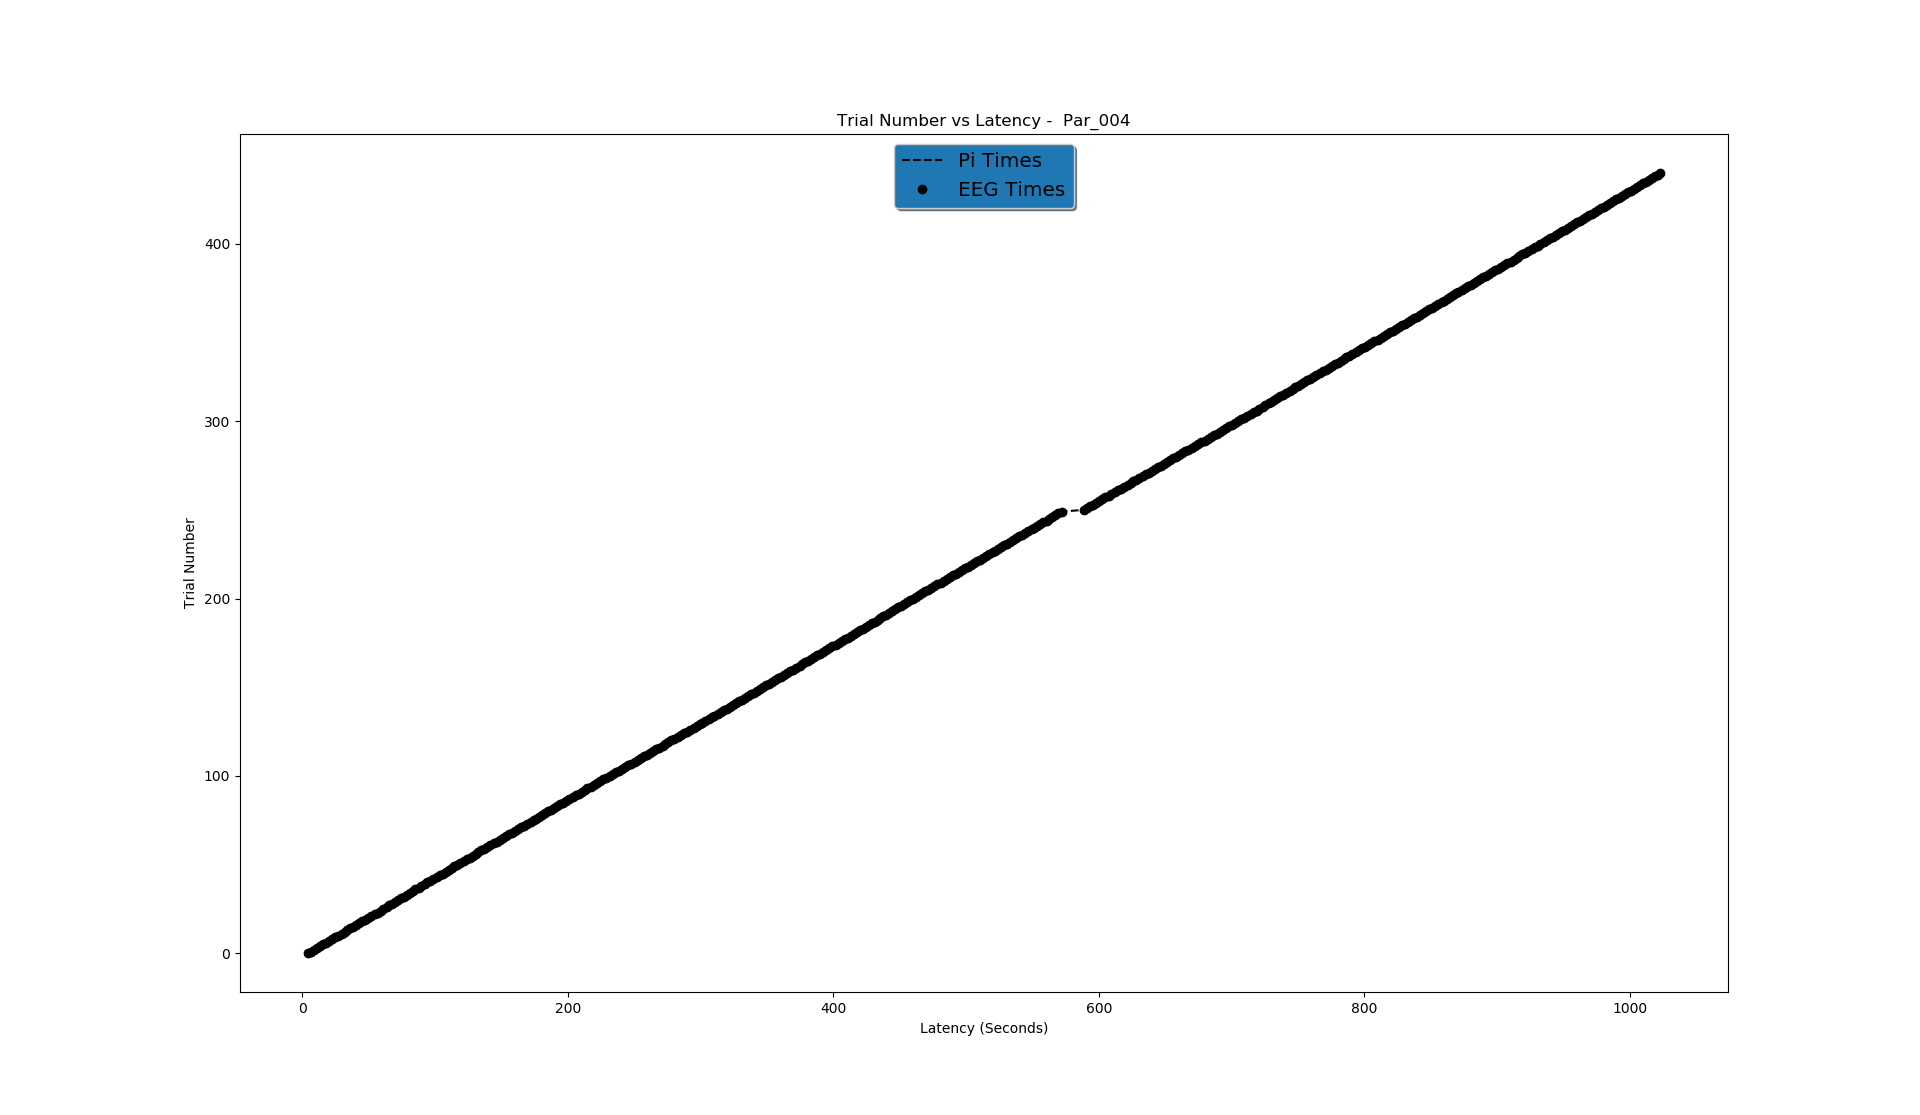 Trial Number vs Latency -  Par_004
Pi Times
EEG Times
Trial Number
400
300
200
100
0
0
200
400
600
800
1000
Latency (Seconds)